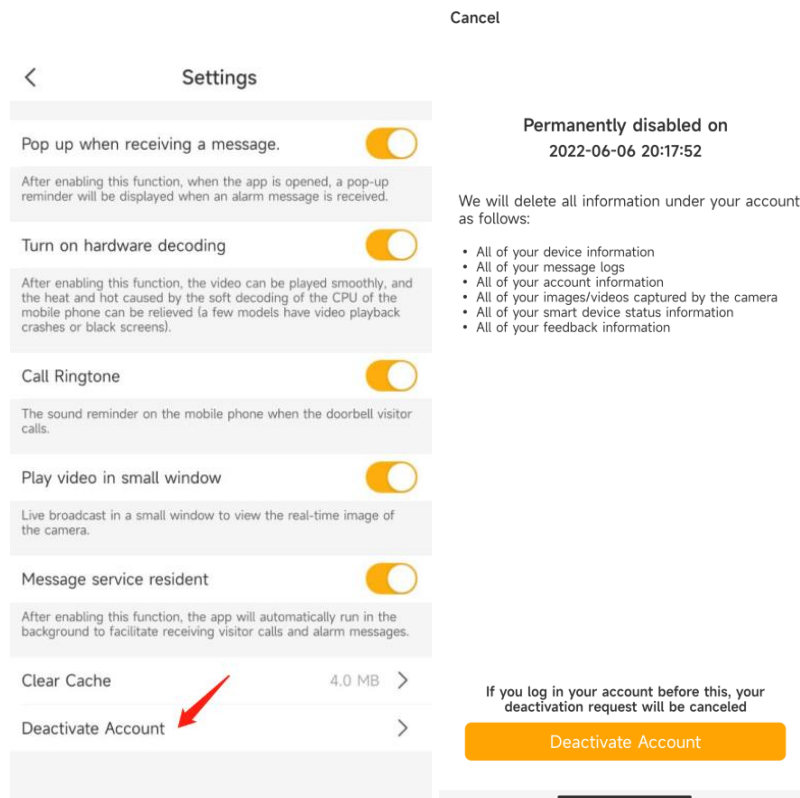 Settings
Pop up when receiving a message.
After enabling this function, when the app is opened, a pop-up
reminder will be displayed when an alarm message is received.
Turn on hardware decoding
After enabling this function, the video can be played smoothly, and
the heat and hot caused by the soft decoding of the CPU of the
mobile phone can be relieved (a few models have video playback
crashes or black screens).
Call Ringtone
The sound reminder on the mobile phone when the doorbell visitor
calls.
Play video in small window
Live broadcast in a small window to view the real-time image of
the camera.
Message service resident
After enabling this function, the app will automatically run in the
background to facilitate receiving visitor calls and alarm messages.
Clear Cache 4.0 MB
Deactivate Account
Cancel
Permanently disabled on
2022-06-06 20:17:52
We will delete all information under your account
as follows:
• All of your device information
• All of your message logs
• All of your account information
• All of your images/videos captured by the camera
• All of your smart device status information
• All of your feedback information
If you log in your account before this, your
deactivation request will be canceled
Deactivate Account